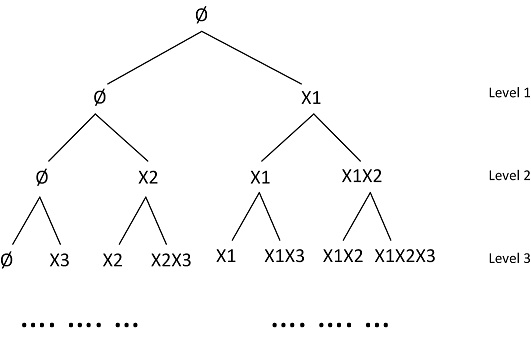 Ø
Ø X1 Level 1
Ø X2 X1 X1X2 Level 2
Ø X3 X2 X2X3 X1 X1X3 X1X2 X1X2X3 Level 3
.... .... ... .... .... ...